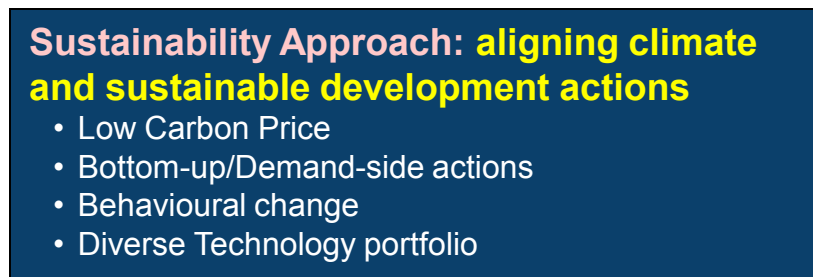 Sustainability Approach: aligning climate
and sustainable development actions
• Low Carbon Price
• Bottom-up/Demand-side actions
• Behavioural change
• Diverse Technology portfolio